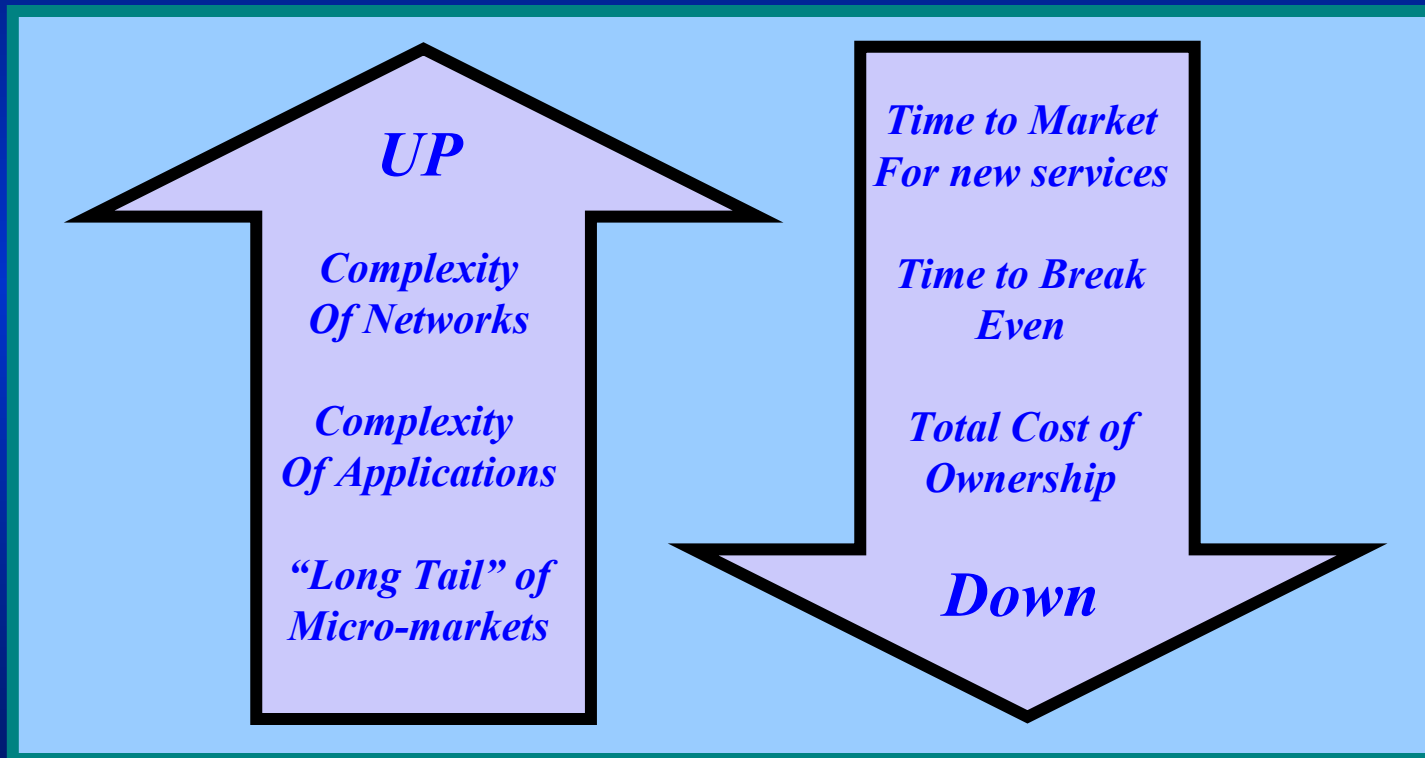 UP
Complexity
Of Networks
Complexity
Of Applications
“Long Tail” of
Micro-markets
Time to Market
For new services
Time to Break
Even
Total Cost of
Ownership
Down